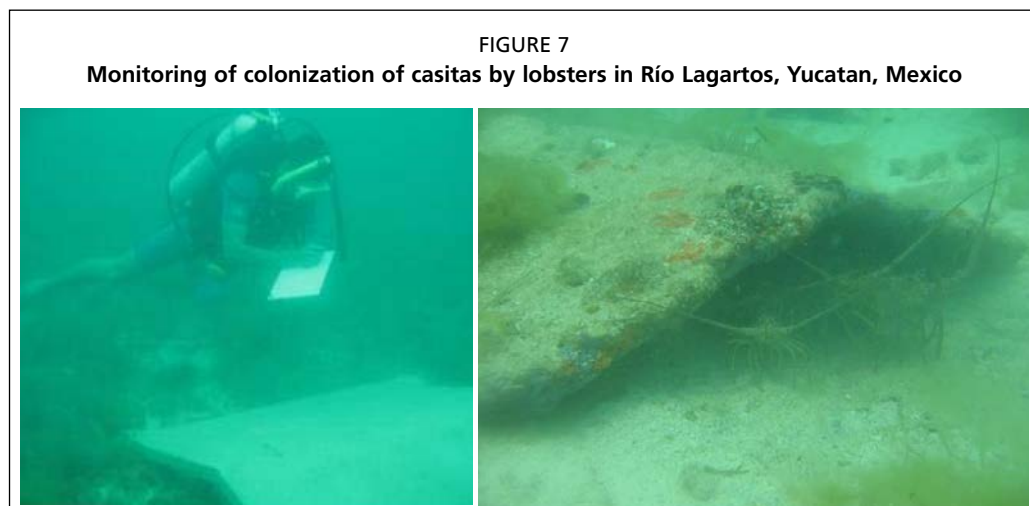 FIGURE 7
Monitoring of colonization of casitas by lobsters in Río Lagartos, Yucatan, Mexico